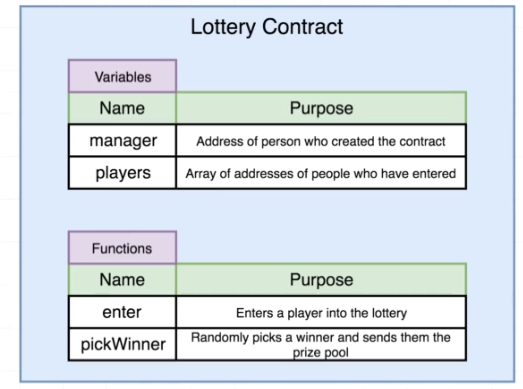 Lottery Contract
Variables
Name Purpose
manager Address of person who created the contract
players Array of addresses of people who have entered
Functions
Name Purpose
enter Enters a player into the lottery
pickWinner Randomly picks a winner and sends them the
prize pool